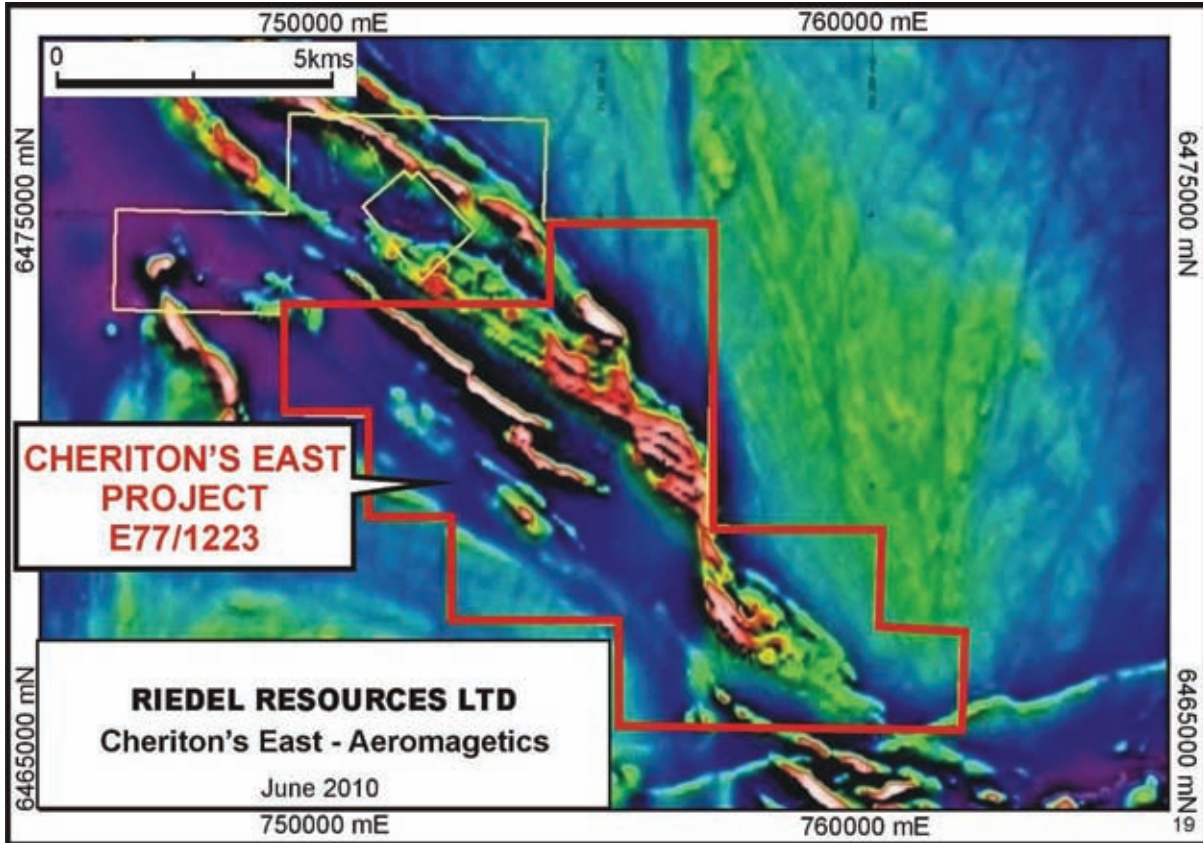 750000 mE
760000 mE
0 5kms
6475000 mN
6475000 mN
CHERITON'S EAST
PROJECT
E77/1223
RIEDEL RESOURCES LTD
Cheriton's East - Aeromagetics
June 2010
6465000 mN
6465000 mN
750000 mE
760000 mE
19